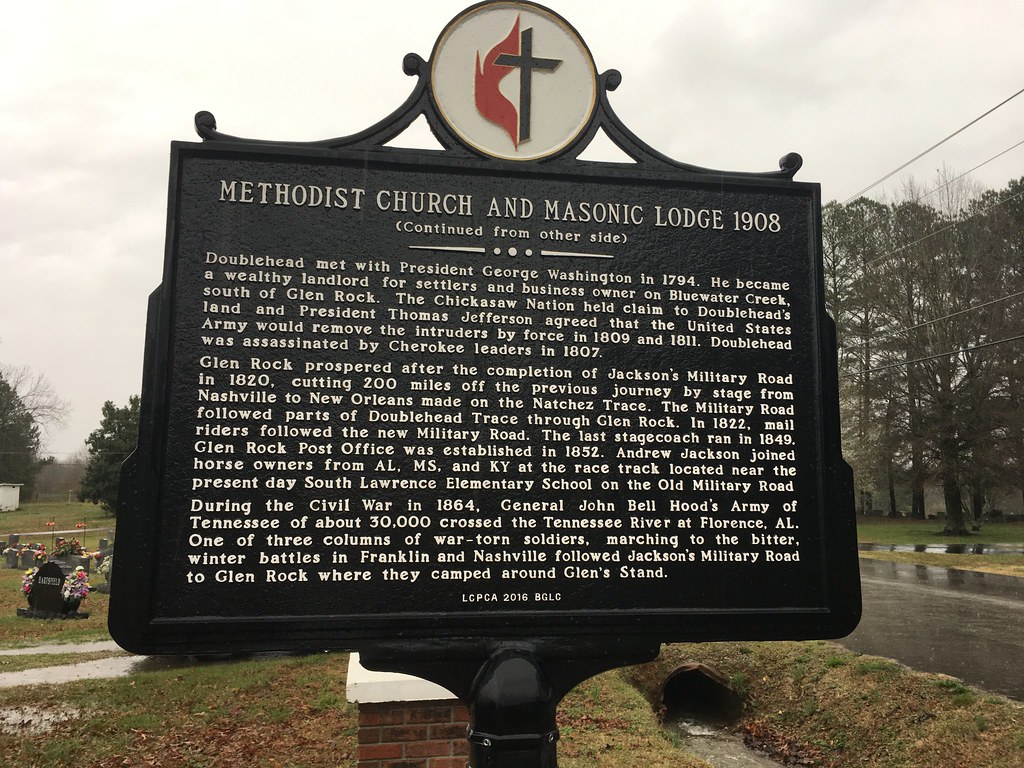 METHODIST CHURCH AND MASONIC LODGE 1908
(Continued from other side)
Doublehead met with President George Washington in 1794. He became
a wealthy landlord for settlers and business owner on Bluewater Creek,
south of Glen Rock. The Chickasaw Nation held claim to Doublehead's
land and President Thomas Jefferson agreed that the United States
Army would remove the intruders by force in 1809 and 1811. Doublehead
was assassinated by Cherokee leaders in 1807.
Glen Rock prospered after the completion of Jackson's Military Road
in 1820, cutting 200 miles off the previous journey by stage from
Nashville to New Orleans made on the Natchez Trace. The Military Road
followed parts of Doublehead Trace through Glen Rock. In 1822, mail
riders followed the new Military Road. The last stagecoach ran in 1849.
Glen Rock Post Office was established in 1852. Andrew Jackson joined
horse owners from AL, MS, and KY at the race track located near the
present day South Lawrence Elementary School on the Old Military Road
During the Civil War in 1864, General John Bell Hood's Army of
Tennessee of about 30,000 crossed the Tennessee River at Florence, AL.
One of three columns of war-torn soldiers, marching to the bitter,
winter battles in Franklin and Nashville followed Jackson's Military Road
to Glen Rock where they camped around Glen's Stand.
LCPCA 2016 BGLC